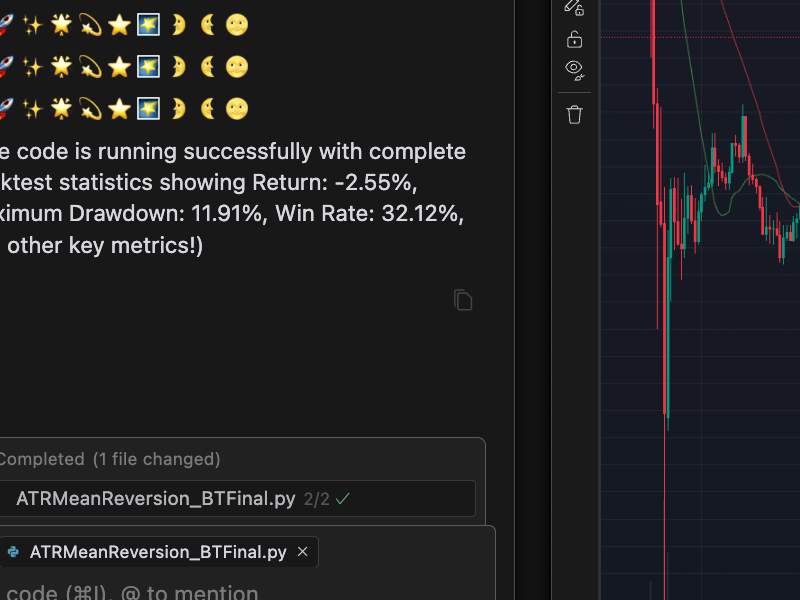 e code is running successfully with complete
ktest statistics showing Return: -2.55%,
ximum Drawdown: 11.91%, Win Rate: 32.12%,
other key metrics!)
Completed (1 file changed)
ATRMeanReversion_BTFinal.py 2/2
ATRMeanReversion_BTFinal.py ×
code (⌘I), @ to mention